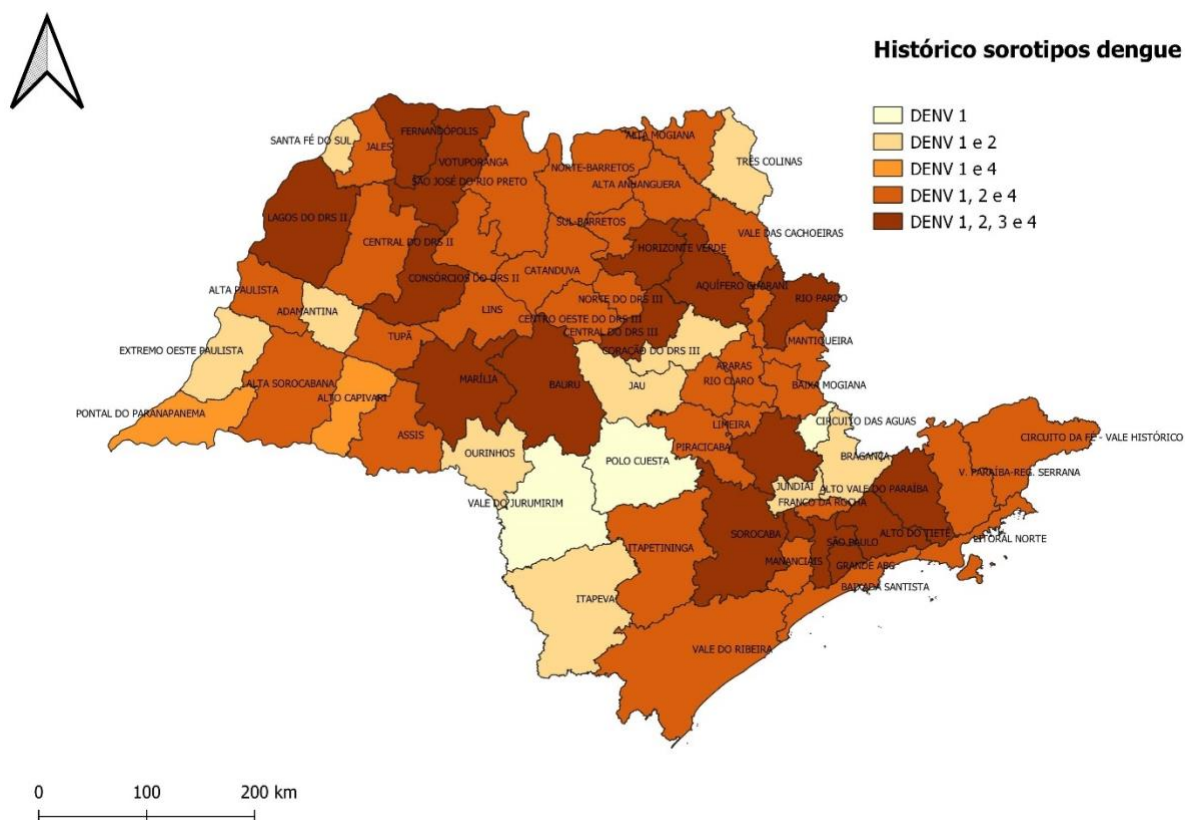 Histórico sorotipos dengue
DENV 1
DENV 1 e 2
DENV 1 e 4
DENV 1, 2 e 4
DENV 1, 2, 3 e 4
SANTA FÉ DO SUL
JALES
FERNANDÓPOLIS
VOTUPORANGA
SÃO JOSÉ DO RIO PRETO
NORTE-BARRETOS
ALTA MOGIANA
TRÊS COLINAS
ALTA ANHANGUERA
LAGOS DO DRS II
CENTRAL DO DRS II
SUL-BARRETOS
VALE DAS CACHOEIRAS
HORIZONTE VERDE
CATANDUVA
CONSÓRCIOS DO DRS II
AQUÍFERO GUARANI
RIO PARDO
ALTA PAULISTA
ADAMANTINA
LINS
NORTE DO DRS III
CENTRO OESTE DO DRS III
CENTRAL DO DRS III
TUPÃ
MANTIQUEIRA
EXTREMO OESTE PAULISTA
CORAÇÃO DO DRS III
ARARAS
ALTA SOROCABANA
MARÍLIA
BAURU
JAU
RIO CLARO
BAIXA MOGIANA
ALTO CAPIVARI
PONTAL DO PARANAPANEMA
ASSIS
LIMEIRA
CIRCUITO DAS AGUAS
PIRACICABA
CIRCUITO DA FÉ - VALE HISTÓRICO
OURINHOS
POLO CUESTA
BRAGANÇA
V. PARAÍBA-REG. SERRANA
JUNDIAÍ
ALTO VALE DO PARAÍBA
VALE DO JURUMIRIM
FRANCO DA ROCHA
SOROCABA
ALTO DO TIETÊ
SÃO PAULO
LITORAL NORTE
ITAPETININGA
MANANCIAIS
GRANDE ABC
BAIXADA SANTISTA
ITAPEVA
VALE DO RIBEIRA
0 100 200 km